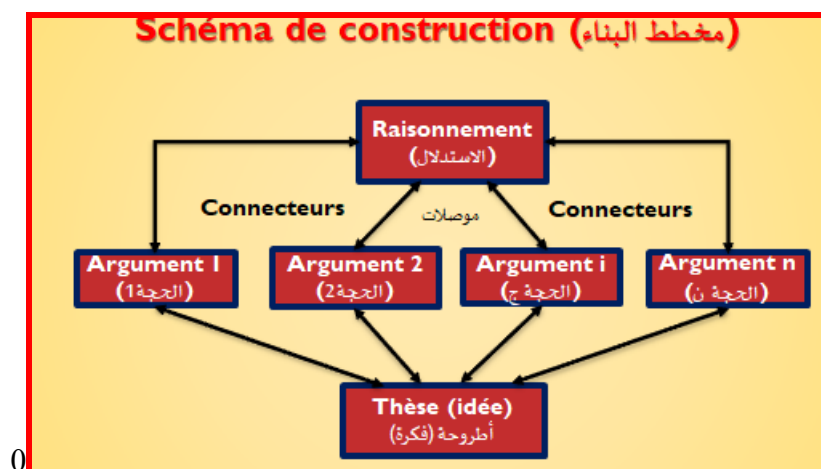 Schéma de construction (مخطط البناء)
Raisonnement
(الاستدلال)
Connecteurs
موصلات
Connecteurs
Argument 1
(الحجة1)
Argument 2
(الحجة2)
Argument i
(الحجة ج)
Argument n
(الحجة ن)
Thèse (idée)
أطروحة (فكرة)
0